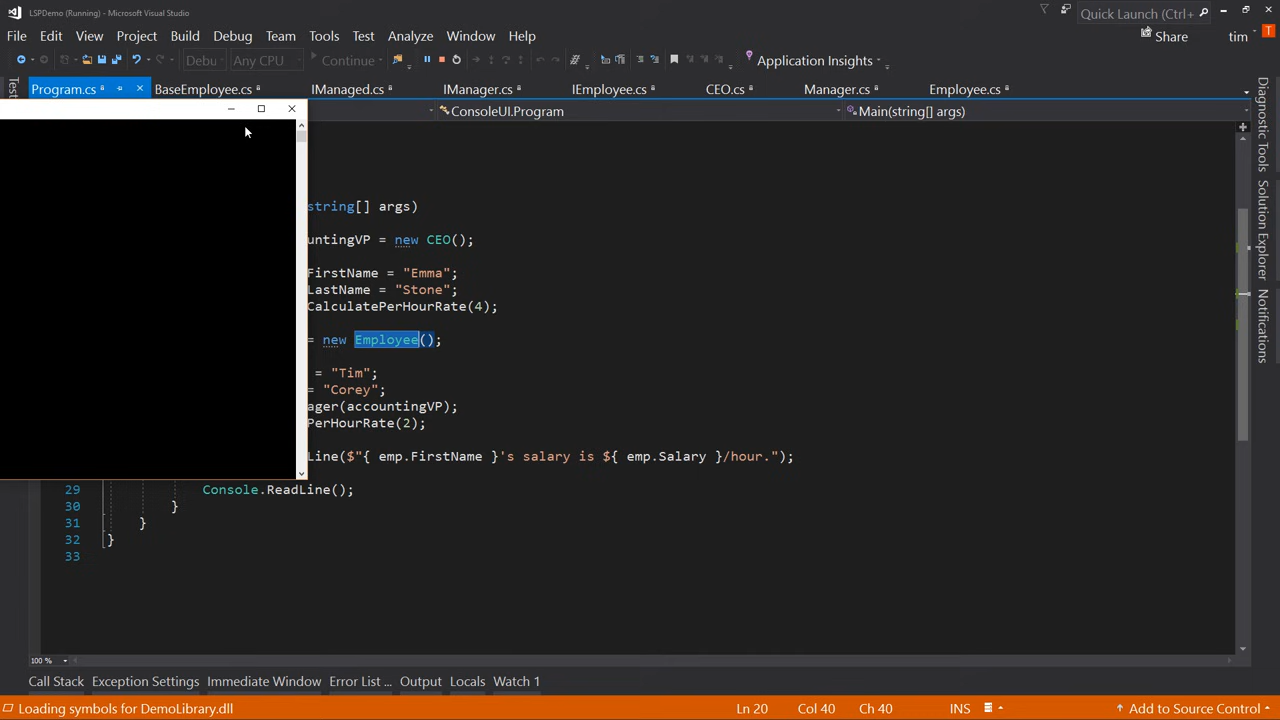 LSPDemo (Running) - Microsoft Visual Studio
Quick Launch (Ctrl+
File Edit View Project Build Debug Team Tools Test Analyze Window Help
Share
tim
T
Debu
Any CPU
Continue
Application Insights
Program.cs
BaseEmployee.cs
IManaged.cs
IManager.cs
IEmployee.cs
CEO.cs
Manager.cs
Employee.cs
Test
ConsoleUI.Program
Main(string[] args)
string[] args)
untingVP = new CEO();
FirstName = "Emma";
LastName = "Stone";
CalculatePerHourRate(4);
= new Employee();
= "Tim";
= "Corey";
ager(accountingVP);
PerHourRate(2);
Line($"{ emp.FirstName }'s salary is ${ emp.Salary }/hour.");
29 Console.ReadLine();
30 }
31 }
32 }
33
Diagnostic Tools
Solution Explorer
Notifications
100 %
Call Stack Exception Settings Immediate Window Error List ... Output Locals Watch 1
Loading symbols for DemoLibrary.dll
Ln 20
Col 40
Ch 40
INS
Add to Source Control